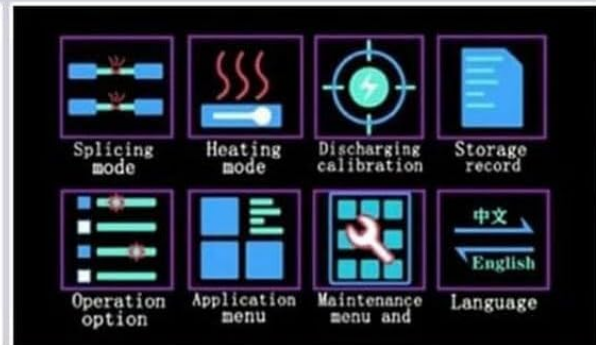 Splicing
mode
Heating
mode
Discharging
calibration
Storage
record
Operation
option
Application
menu
Maintenance
menu and
中文
English
Language